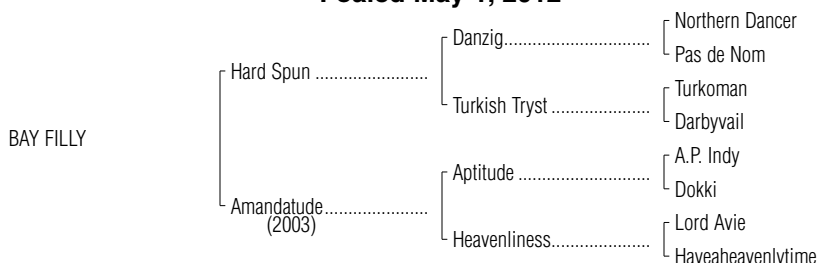 Foaled May 2012
Northern Dancer
Danzig..............................
Pas de Nom
Hard Spun ........................
Turkoman
Turkish Tryst .....................
Darbyvail
BAY FILLY
A.P. Indy
Aptitude ............................
Dokki
Amandatude......................
(2003)
Lord Avie
Heavenliness.....................
Haveaheavenlytime